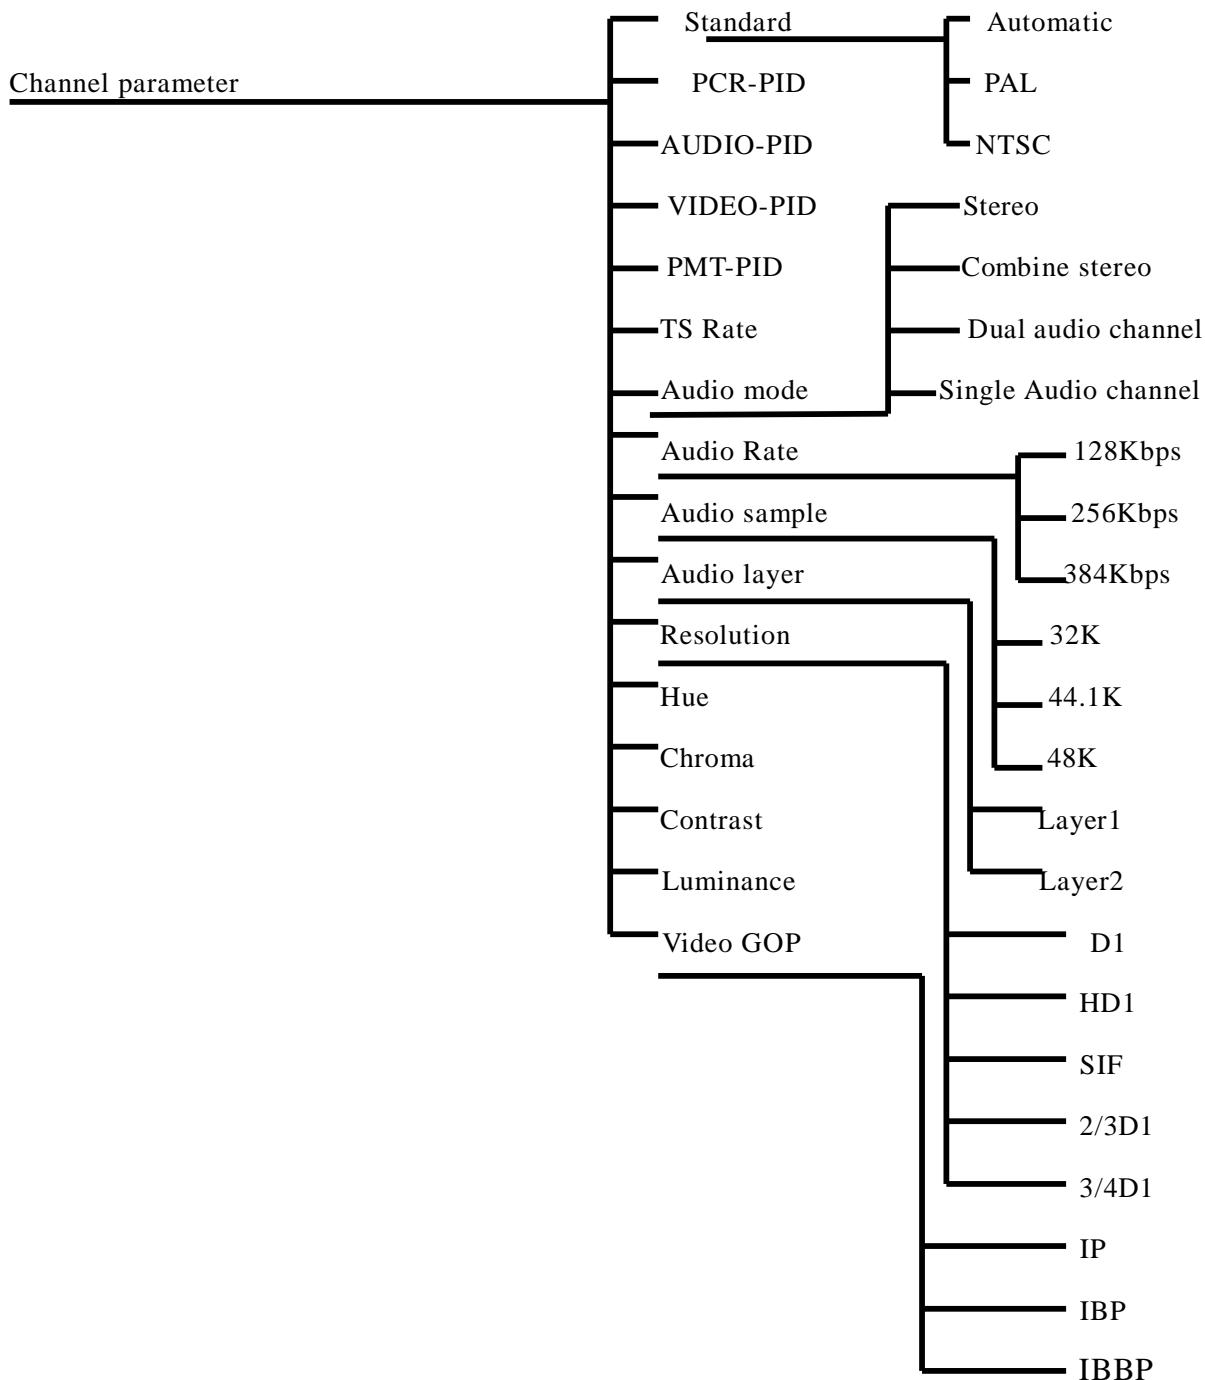 Standard
Automatic
Channel parameter
PCR-PID
PAL
AUDIO-PID
NTSC
VIDEO-PID
Stereo
PMT-PID
Combine stereo
TS Rate
Dual audio channel
Audio mode
Single Audio channel
Audio Rate
128Kbps
Audio sample
256Kbps
Audio layer
384Kbps
Resolution
32K
Hue
44.1K
Chroma
48K
Contrast
Layer1
Luminance
Layer2
Video GOP
D1
HD1
SIF
2/3D1
3/4D1
IP
IBP
IBBP